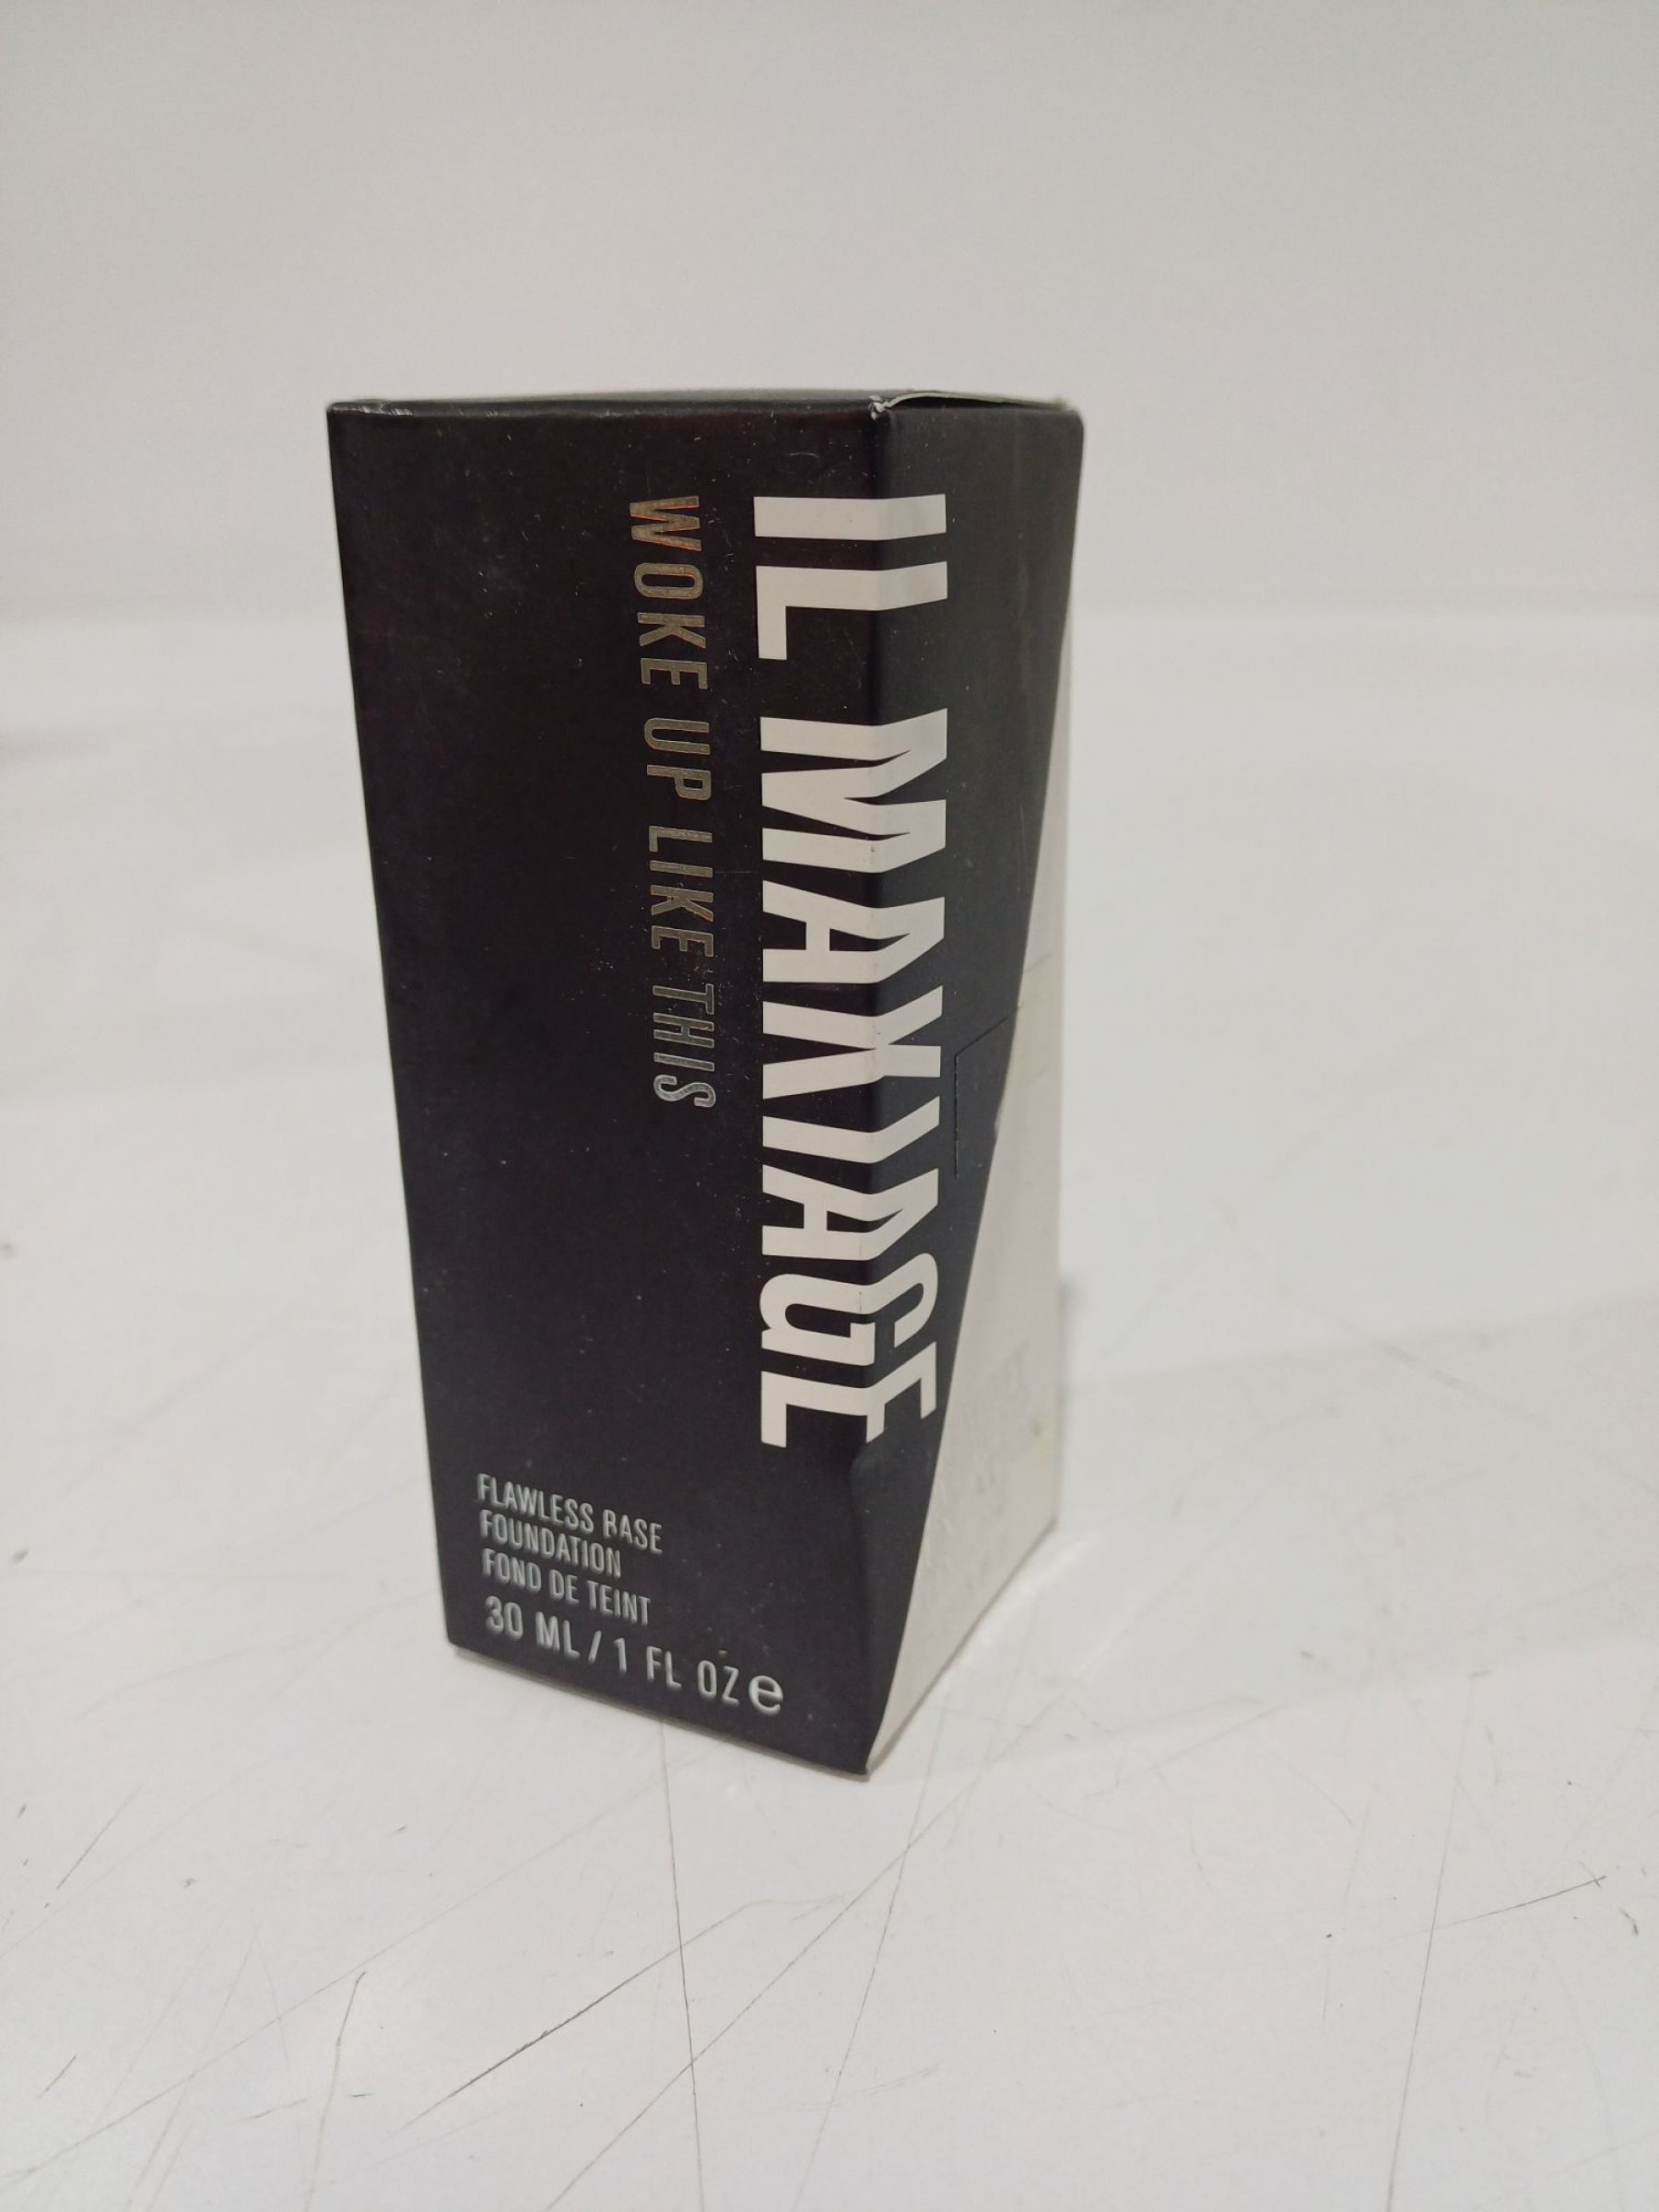 IL MAKIAGE
WOKE UP LIKE THIS
FLAWLESS BASE
FOUNDATION
FOND DE TEINT
30 ML / 1 FL OZ e